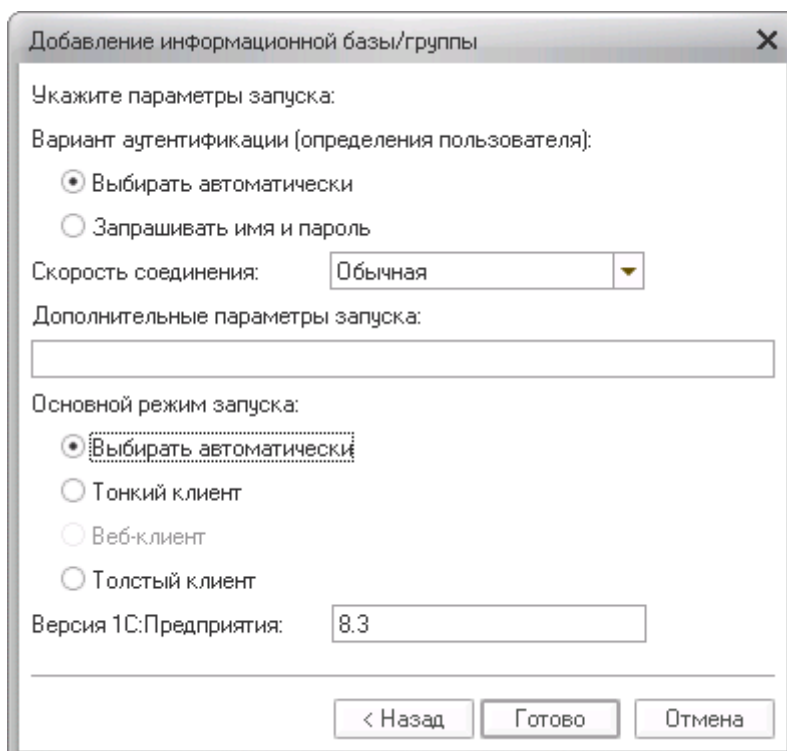 Добавление информационной базы/группы
Укажите параметры запуска:
Вариант аутентификации (определения пользователя):
Выбирать автоматически
Запрашивать имя и пароль
Скорость соединения: Обычная
Дополнительные параметры запуска:
Основной режим запуска:
Выбирать автоматически
Тонкий клиент
Веб-клиент
Толстый клиент
Версия 1С:Предприятия: 8.3
< Назад Готово Отмена